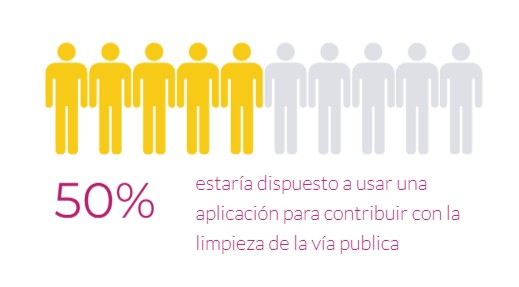 50%
estaría dispuesto a usar una
aplicación para contribuir con la
limpieza de la vía publica